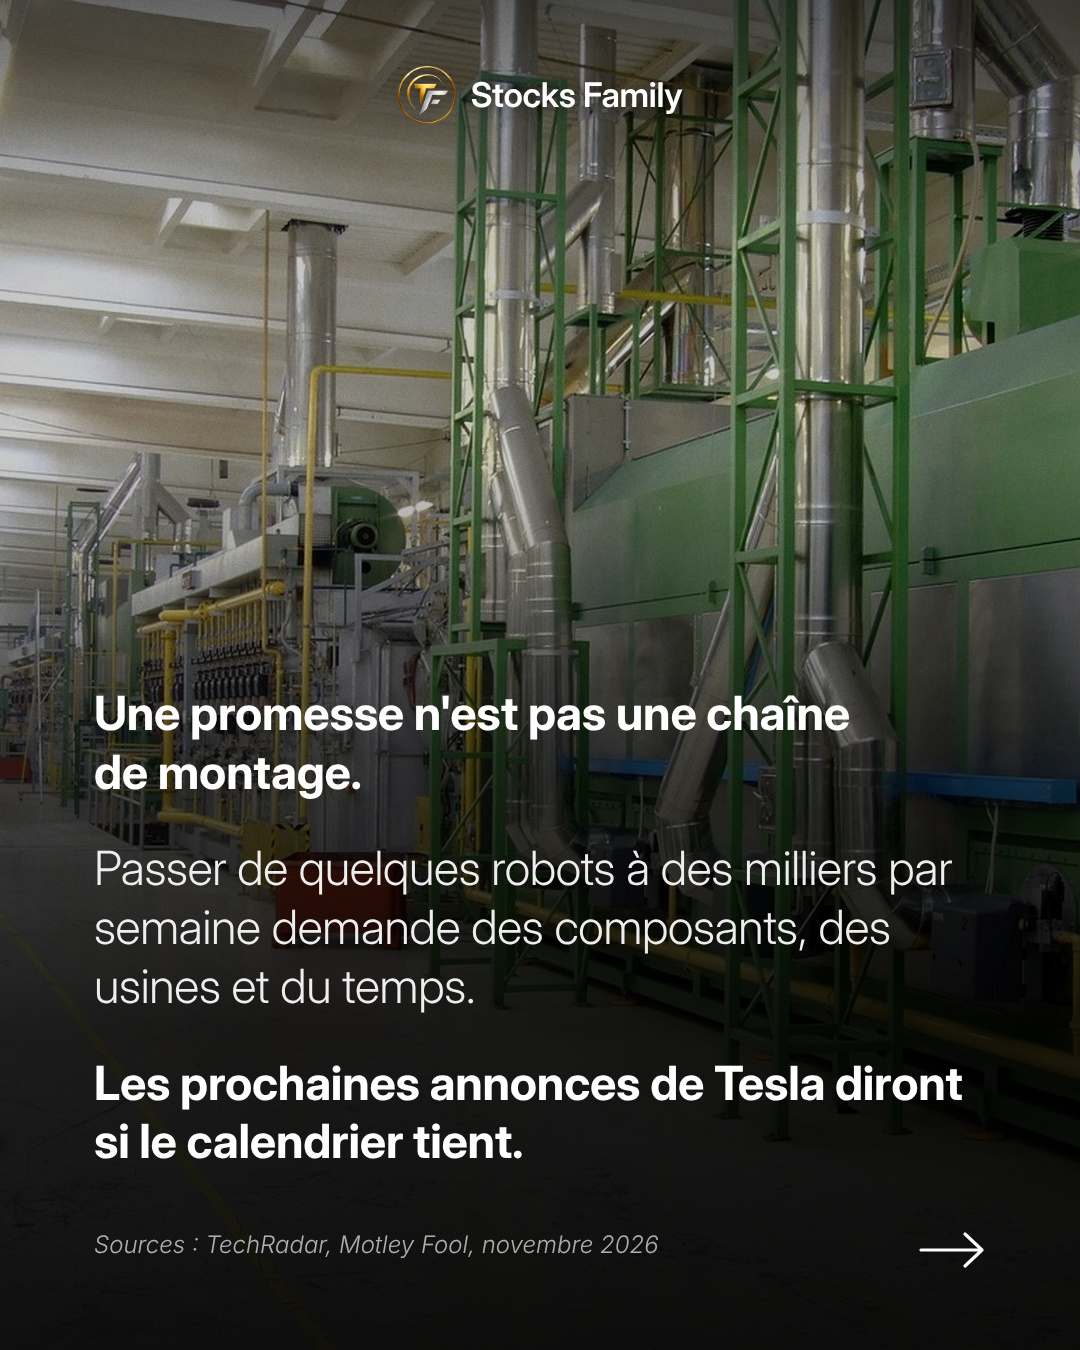 Stocks Family
Une promesse n'est pas une chaîne
de montage.
Passer de quelques robots à des milliers par
semaine demande des composants, des
usines et du temps.
Les prochaines annonces de Tesla diront
si le calendrier tient.
Sources : TechRadar, Motley Fool, novembre 2026